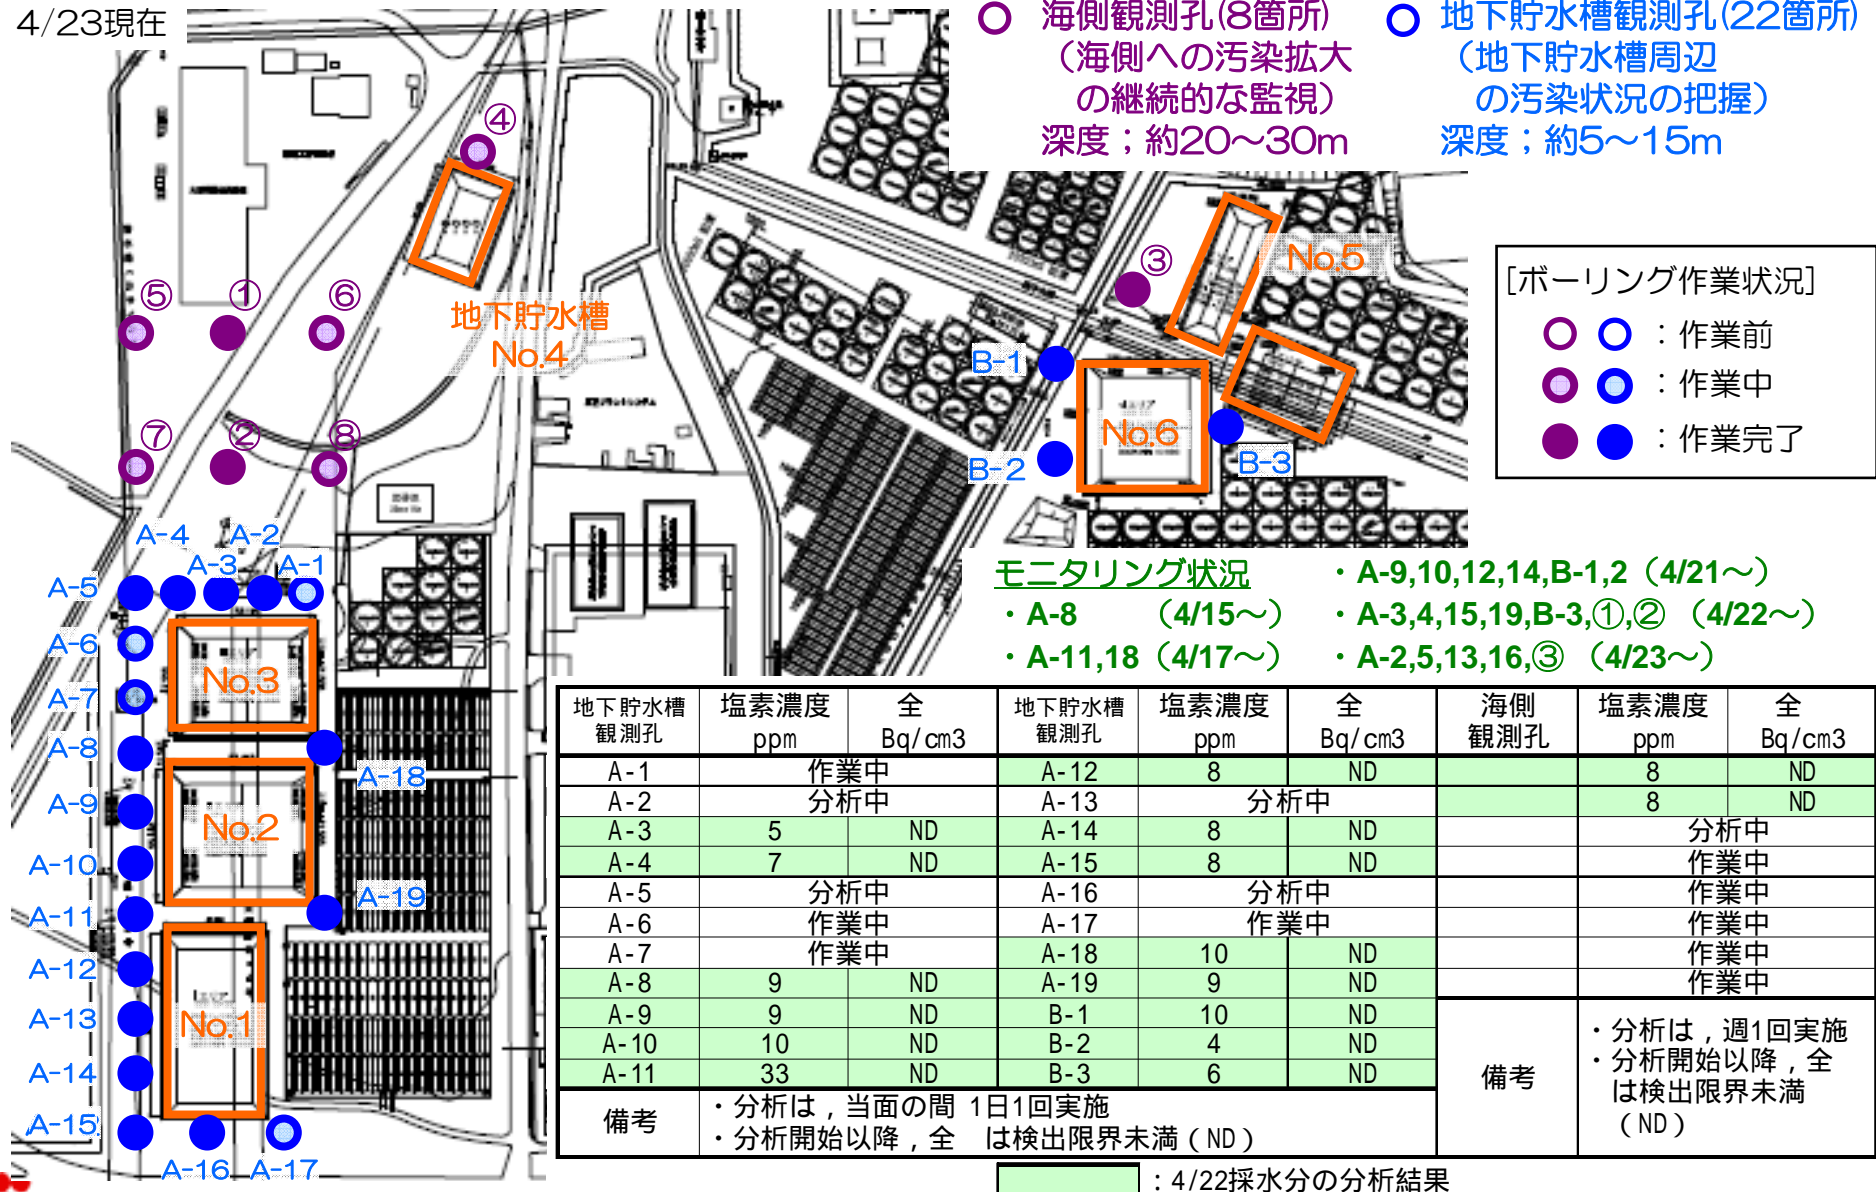 4/23現在
海側観測孔(8箇所)
（海側への汚染拡大
の継続的な監視）
深度；約20～30m
地下貯水槽観測孔(22箇所)
（地下貯水槽周辺
の汚染状況の把握）
深度；約5～15m
[ボーリング作業状況]
：作業前
：作業中
：作業完了
④
③
No.5
⑤ ① ⑥
地下貯水槽
No.4
B-1
No.6
B-2
B-3
⑦ ② ⑧
A-4 A-2
A-3 A-1
A-5
A-6
No.3
A-7
A-8
A-18
A-9
No.2
A-10
A-19
A-11
A-12
No.1
A-13
A-14
A-15
A-16 A-17
モニタリング状況
・A-8 （4/15～）
・A-11,18（4/17～）
・A-9,10,12,14,B-1,2（4/21～）
・A-3,4,15,19,B-3,①,②（4/22～）
・A-2,5,13,16,③（4/23～）
地下貯水槽 塩素濃度 全 地下貯水槽 塩素濃度 全 海側 塩素濃度 全
観測孔 ppm Bq/cm3 観測孔 ppm Bq/cm3 観測孔 ppm Bq/cm3
A-1 作業中 A-12 8 ND 8 ND
A-2 分析中 A-13 分析中 8 ND
A-3 5 ND A-14 8 ND 分析中
A-4 7 ND A-15 8 ND 作業中
A-5 分析中 A-16 分析中 作業中
A-6 作業中 A-17 作業中 作業中
A-7 作業中 A-18 10 ND 作業中
A-8 9 ND A-19 9 ND 作業中
A-9 9 ND B-1 10 ND
A-10 10 ND B-2 4 ND
A-11 33 ND B-3 6 ND
備考
・分析は，当面の間 1日1回実施
・分析開始以降，全 は検出限界未満（ND）
備考
・分析は，週1回実施
・分析開始以降，全
は検出限界未満
（ND）
：4/22採水分の分析結果